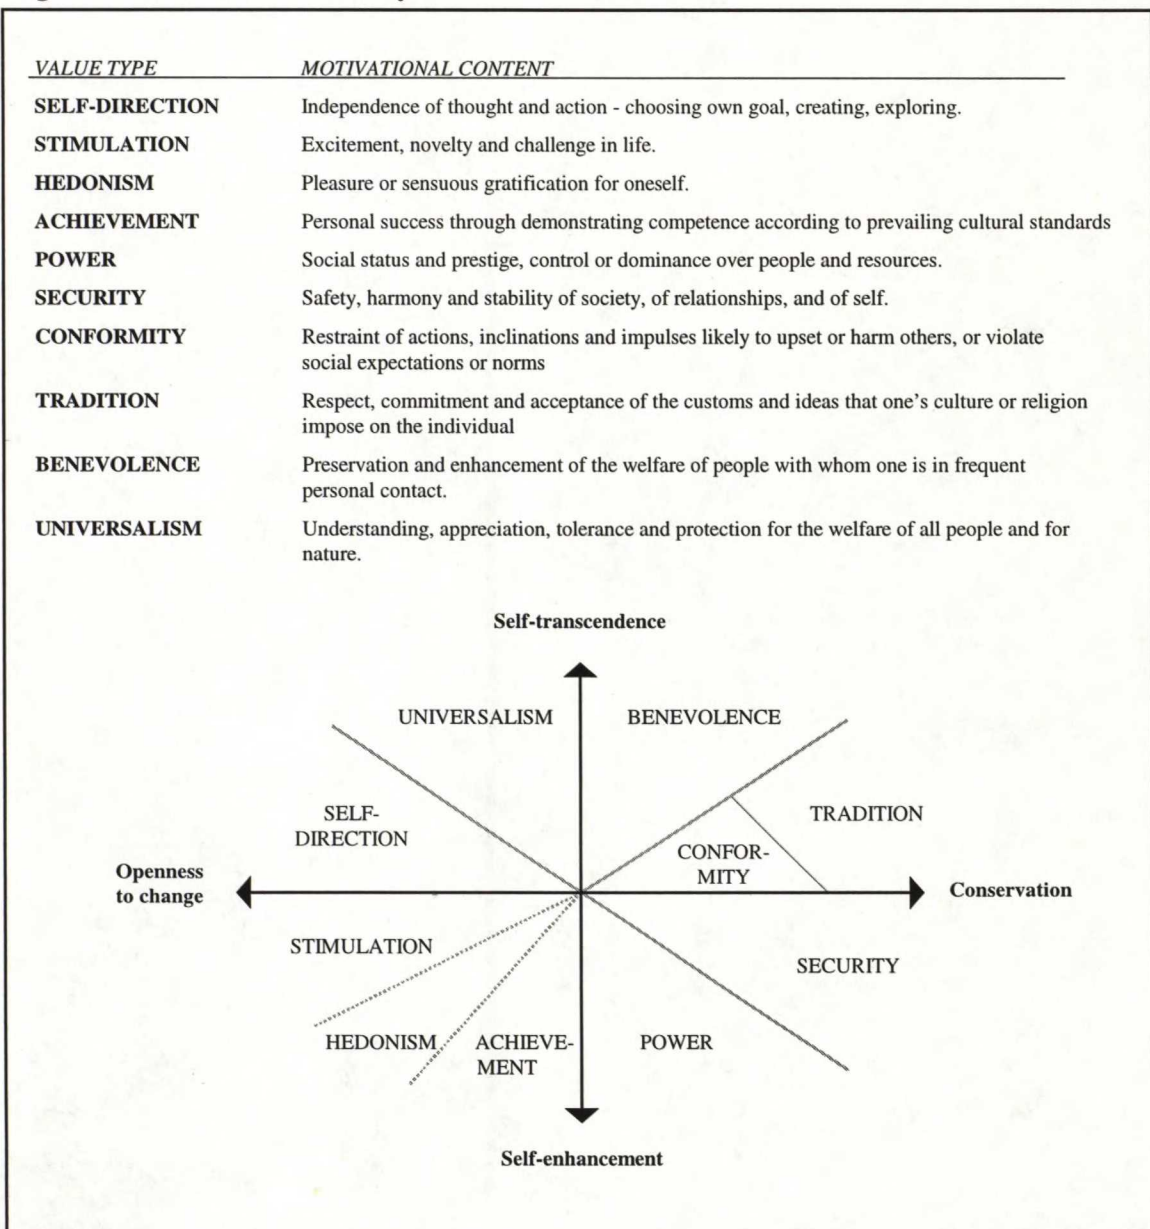 VALUE TYPE MOTIVATIONAL CONTENT
SELF-DIRECTION Independence of thought and action - choosing own goal, creating, exploring.
STIMULATION Excitement, novelty and challenge in life.
HEDONISM Pleasure or sensuous gratification for oneself.
ACHIEVEMENT Personal success through demonstrating competence according to prevailing cultural standards
POWER Social status and prestige, control or dominance over people and resources.
SECURITY Safety, harmony and stability of society, of relationships, and of self.
CONFORMITY Restraint of actions, inclinations and impulses likely to upset or harm others, or violate
social expectations or norms
TRADITION Respect, commitment and acceptance of the customs and ideas that one's culture or religion
impose on the individual
BENEVOLENCE Preservation and enhancement of the welfare of people with whom one is in frequent
personal contact.
UNIVERSALISM Understanding, appreciation, tolerance and protection for the welfare of all people and for
nature.
Self-transcendence
UNIVERSALISM BENEVOLENCE
SELF-
DIRECTION
TRADITION
CONFOR-
MITY
Openness
to change
Conservation
STIMULATION
SECURITY
HEDONISM
ACHIEVE-
MENT
POWER
Self-enhancement